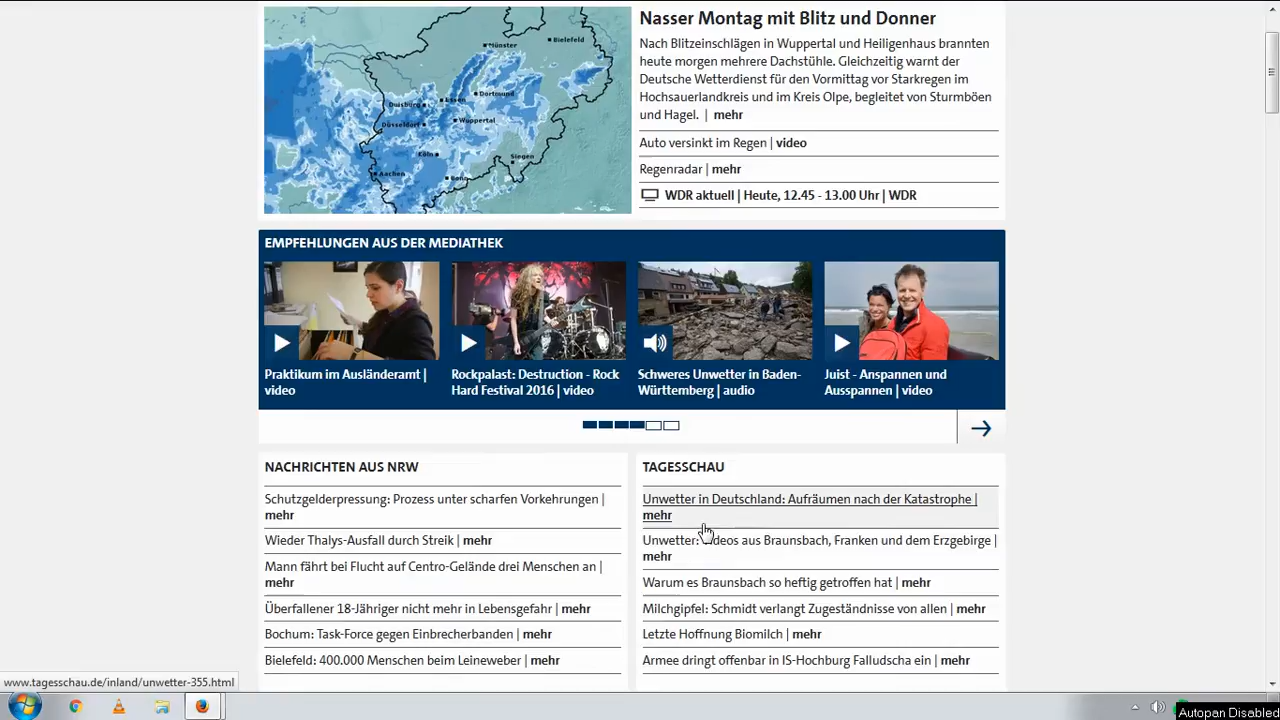 Nasser Montag mit Blitz und Donner
Nach Blitzeinschlägen in Wuppertal und Heiligenhaus brannten
heute morgen mehrere Dachstühle. Gleichzeitig warnt der
Deutsche Wetterdienst für den Vormittag vor Starkregen im
Hochsauerlandkreis und im Kreis Olpe, begleitet von Sturmböen
und Hagel. | mehr
Auto versinkt im Regen | video
Regenradar | mehr
WDR aktuell | Heute, 12.45 - 13.00 Uhr | WDR
Münster
Bielefeld
Dortmund
Duisburg
Essen
Düsseldorf
Wuppertal
Köln
Siegen
Aachen
Bonn
EMPFEHLUNGEN AUS DER MEDIATHEK
Praktikum im Ausländeramt |
video
Rockpalast: Destruction - Rock
Hard Festival 2016 | video
Schweres Unwetter in Baden-
Württemberg | audio
Juist - Anspannen und
Ausspannen | video
NACHRICHTEN AUS NRW
Schutzgelderpressung: Prozess unter scharfen Vorkehrungen |
mehr
Wieder Thalys-Ausfall durch Streik | mehr
Mann fährt bei Flucht auf Centro-Gelände drei Menschen an |
mehr
Überfallener 18-Jähriger nicht mehr in Lebensgefahr | mehr
Bochum: Task-Force gegen Einbrecherbanden | mehr
Bielefeld: 400.000 Menschen beim Leineweber | mehr
TAGESSCHAU
Unwetter in Deutschland: Aufräumen nach der Katastrophe |
mehr
Unwetter: Videos aus Braunsbach, Franken und dem Erzgebirge |
mehr
Warum es Braunsbach so heftig getroffen hat | mehr
Milchgipfel: Schmidt verlangt Zugeständnisse von allen | mehr
Letzte Hoffnung Biomilch | mehr
Armee dringt offenbar in IS-Hochburg Falludscha ein | mehr
www.tagesschau.de/inland/unwetter-355.html
Autopan Disabled